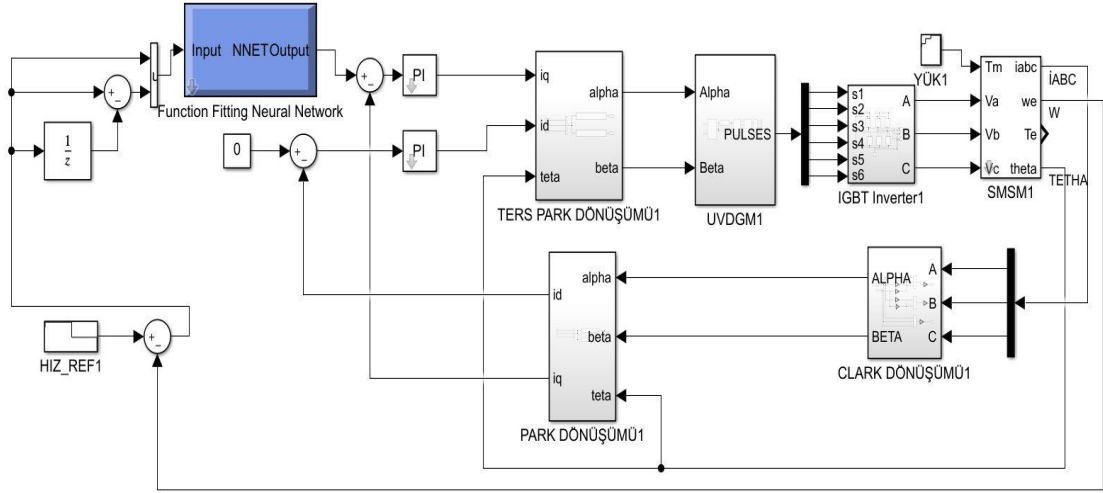 Input NNETOutput
Function Fitting Neural Network
+
−
1
z
+
−
PI
0
+
−
PI
iq
id
teta
alpha
beta
TERS PARK DÖNÜŞÜMÜ1
Alpha
Beta
PULSES
UVDGM1
s1
s2
s3
s4
s5
s6
A
B
C
IGBT Inverter1
YÜK1
Tm
Va
Vb
Vc
iabc
we
Te
theta
SMSM1
İABC
W
TETHA
HIZ_REF1
+
−
id
iq
alpha
beta
teta
PARK DÖNÜŞÜMÜ1
ALPHA
BETA
A
B
C
CLARK DÖNÜŞÜMÜ1